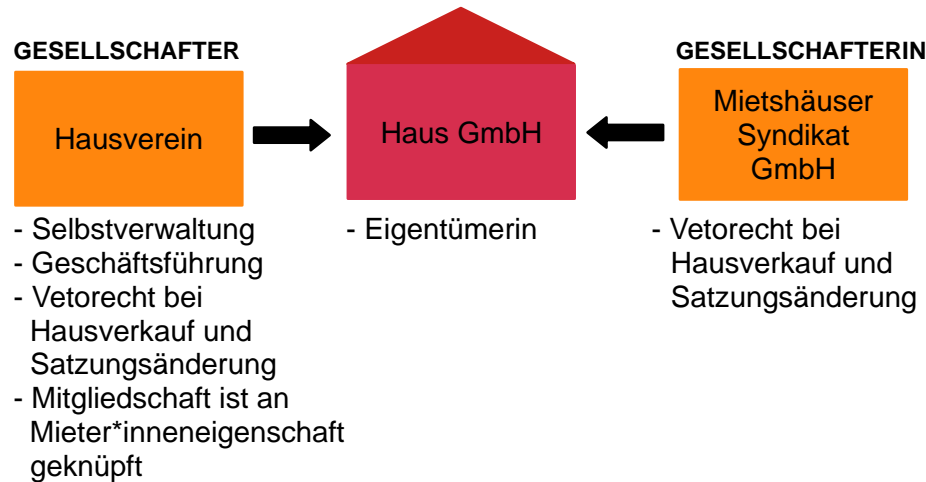 GESELLSCHAFTER
Hausverein
- Selbstverwaltung
- Geschäftsführung
- Vetorecht bei
Hausverkauf und
Satzungsänderung
- Mitgliedschaft ist an
Mieter*inneneigenschaft
geknüpft
Haus GmbH
- Eigentümerin
GESELLSCHAFTERIN
Mietshäuser
Syndikat
GmbH
- Vetorecht bei
Hausverkauf und
Satzungsänderung